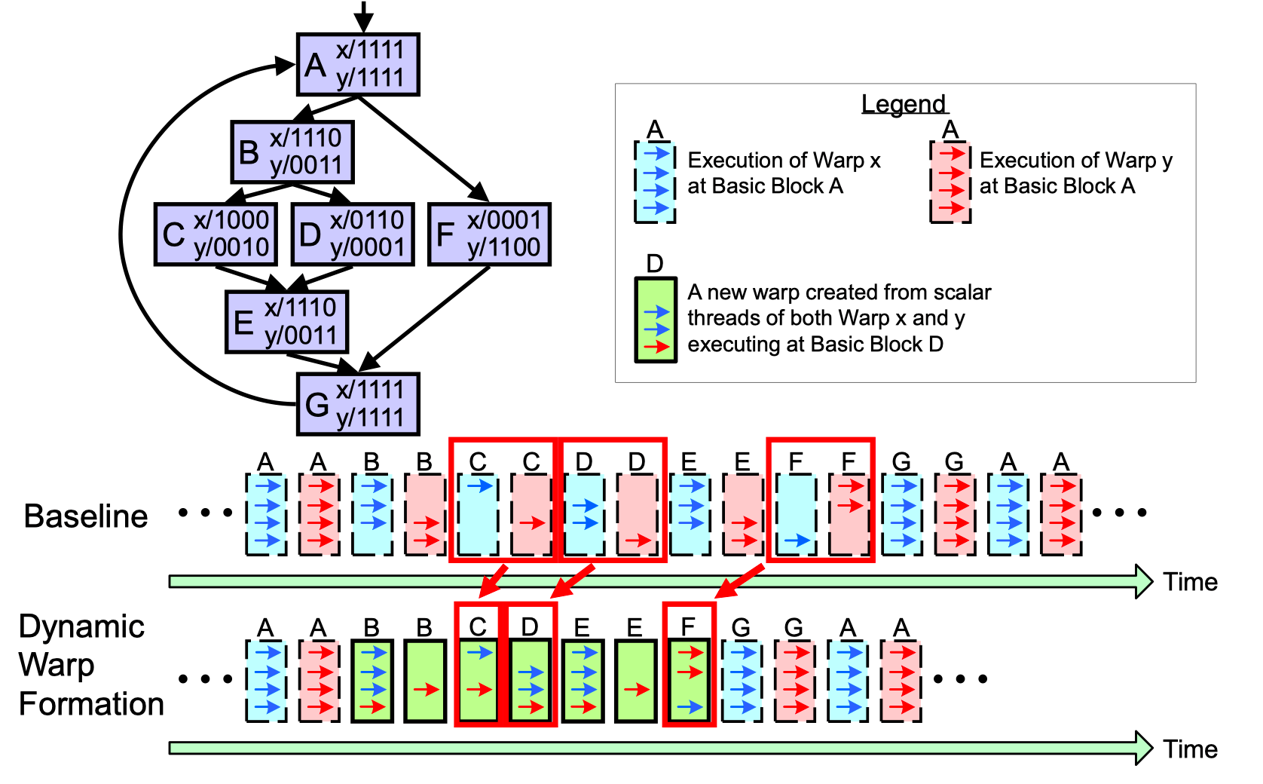 A x/1111
y/1111
B x/1110
y/0011
C x/1000
y/0010
D x/0110
y/0001
F x/0001
y/1100
E x/1110
y/0011
G x/1111
y/1111
Legend
A
Execution of Warp x
at Basic Block A
A
Execution of Warp y
at Basic Block A
D
A new warp created from scalar
threads of both Warp x and y
executing at Basic Block D
A A B B C C D D E E F F G G A A
Baseline
Time
A A B B C D E E F G G A A
Dynamic
Warp
Formation
Time